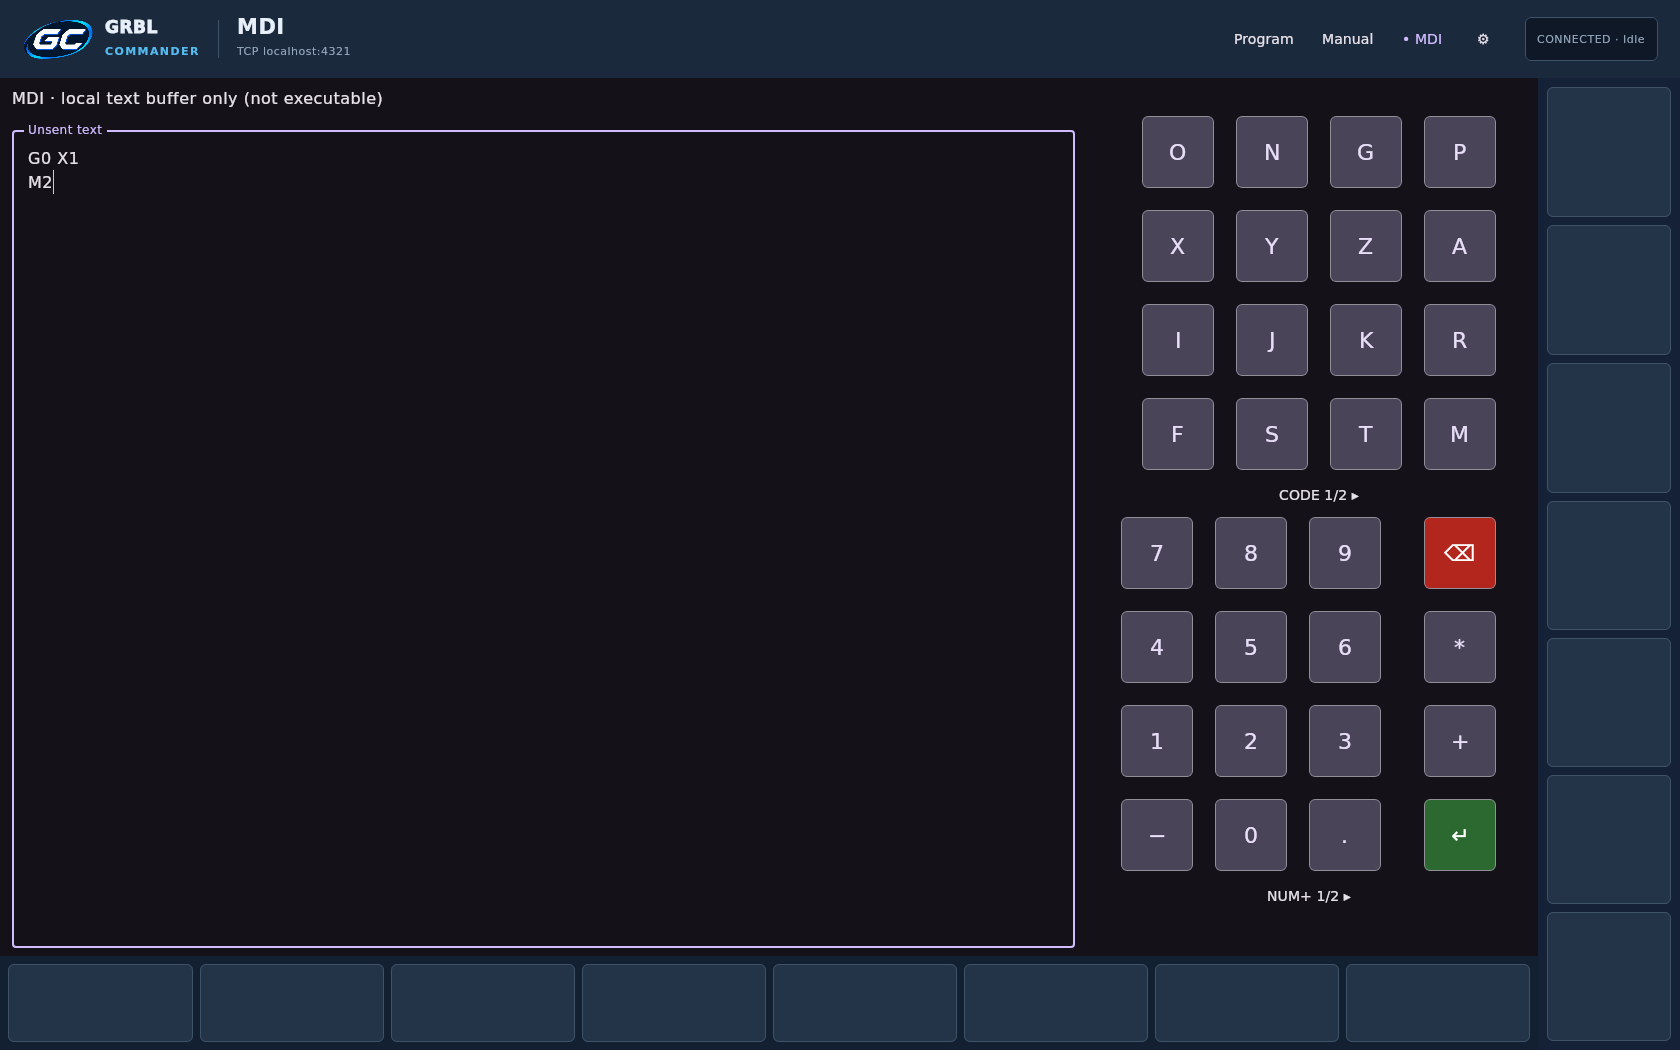 GC
GRBL
COMMANDER
MDI
TCP localhost:4321
Program
Manual
• MDI
⚙
CONNECTED · Idle
MDI · local text buffer only (not executable)
Unsent text
G0 X1
M2
O N G P
X Y Z A
I J K R
F S T M
CODE 1/2 ▸
7 8 9 ⌫
4 5 6 *
1 2 3 +
− 0 . ↵
NUM+ 1/2 ▸